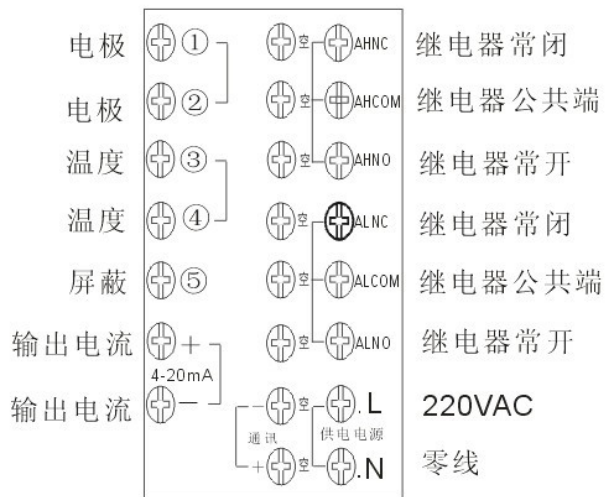 电极 ① 空 AHNC 继电器常闭
电极 ② 空 AHCOM 继电器公共端
温度 ③ 空 AHNO 继电器常开
温度 ④ 空 ALNC 继电器常闭
屏蔽 ⑤ 空 ALCOM 继电器公共端
输出电流 + 空 ALNO 继电器常开
4-20mA
输出电流 — − 空 .L 220VAC
通讯 供电电源
+ 空 .N 零线